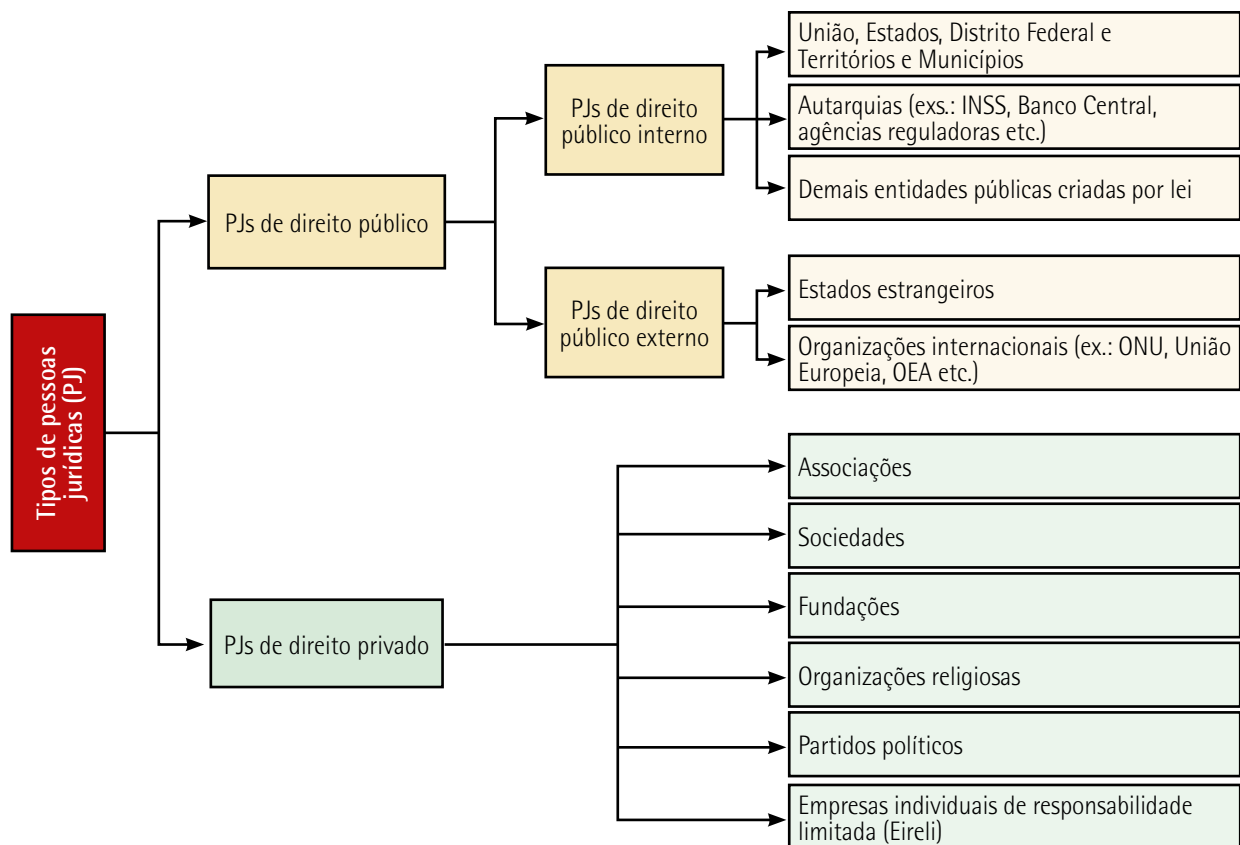 Tipos de pessoas
jurídicas (PJ)
PJs de direito público
PJs de direito
público interno
União, Estados, Distrito Federal e
Territórios e Municípios
Autarquias (exs.: INSS, Banco Central,
agências reguladoras etc.)
Demais entidades públicas criadas por lei
PJs de direito
público externo
Estados estrangeiros
Organizações internacionais (ex.: ONU, União
Europeia, OEA etc.)
PJs de direito privado
Associações
Sociedades
Fundações
Organizações religiosas
Partidos políticos
Empresas individuais de responsabilidade
limitada (Eireli)